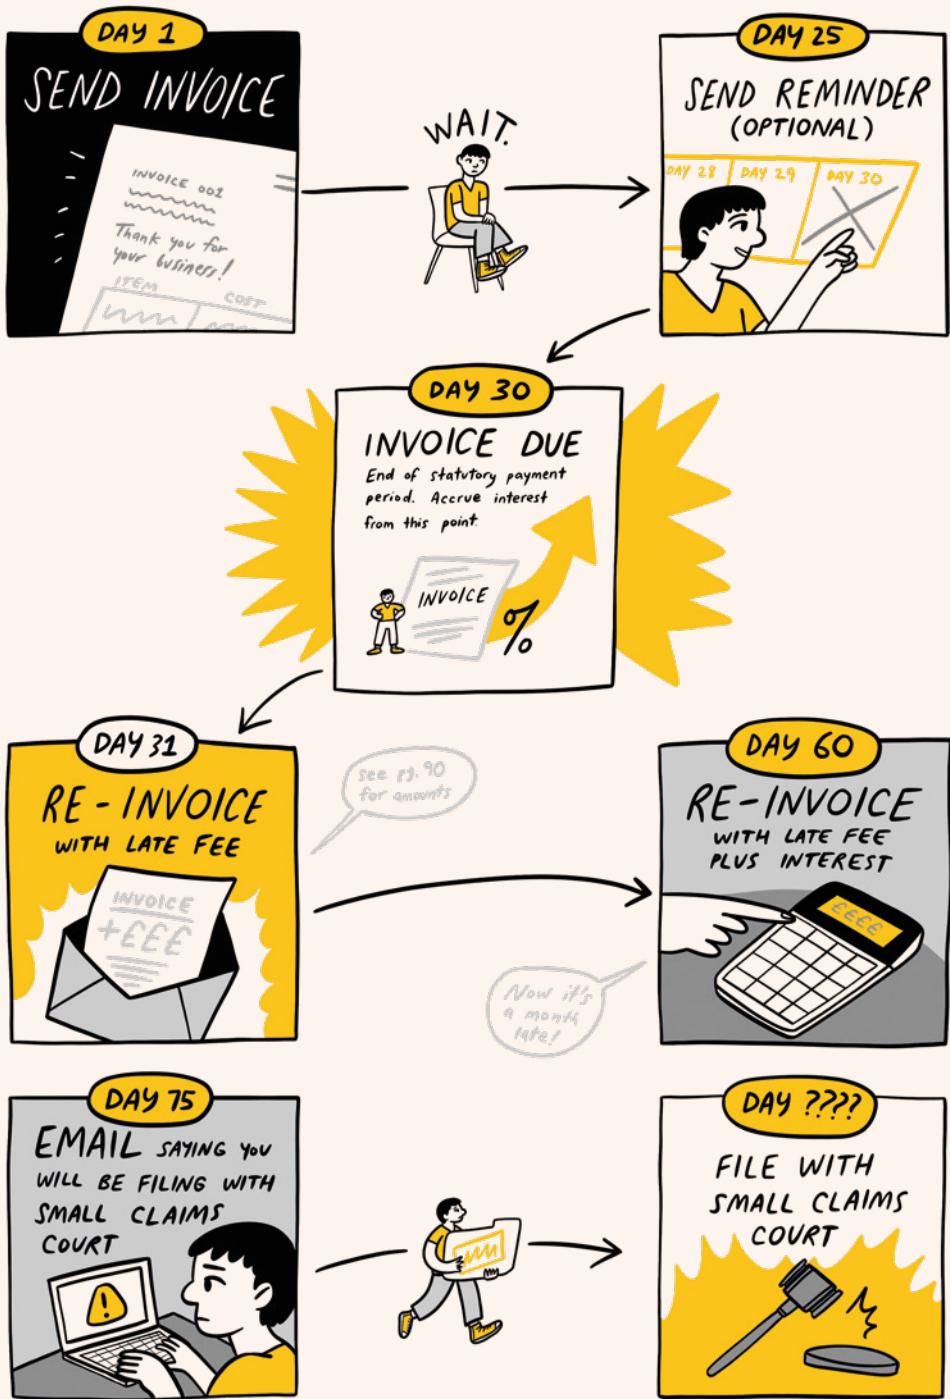 DAY 1
SEND INVOICE
INVOICE 001
Thank you for
your business!
ITEM COST
WAIT.
DAY 25
SEND REMINDER
(OPTIONAL)
DAY 28 DAY 29 DAY 30
DAY 30
INVOICE DUE
End of statutory payment
period. Accrue interest
from this point.
INVOICE
%
DAY 31
RE-INVOICE
WITH LATE FEE
INVOICE
+£££
see pg. 90
for amounts
DAY 60
RE-INVOICE
WITH LATE FEE
PLUS INTEREST
££££
Now it's
a month
late!
DAY 75
EMAIL SAYING YOU
WILL BE FILING WITH
SMALL CLAIMS
COURT
!
DAY ????
FILE WITH
SMALL CLAIMS
COURT